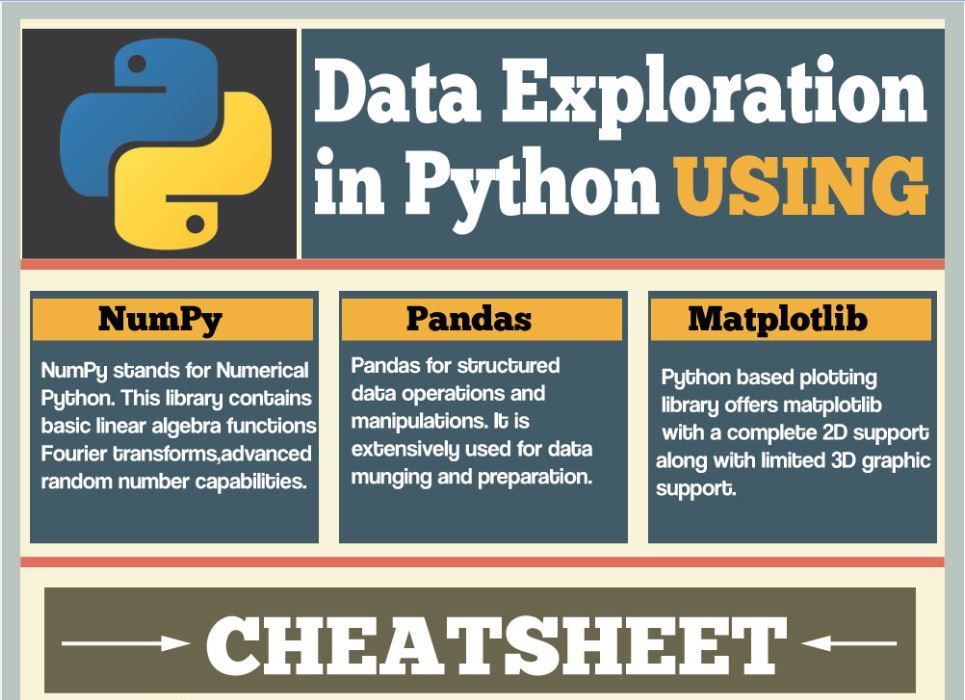 Data Exploration
in Python USING
NumPy
NumPy stands for Numerical
Python. This library contains
basic linear algebra functions
Fourier transforms,advanced
random number capabilities.
Pandas
Pandas for structured
data operations and
manipulations. It is
extensively used for data
munging and preparation.
Matplotlib
Python based plotting
library offers matplotlib
with a complete 2D support
along with limited 3D graphic
support.
CHEATSHEET